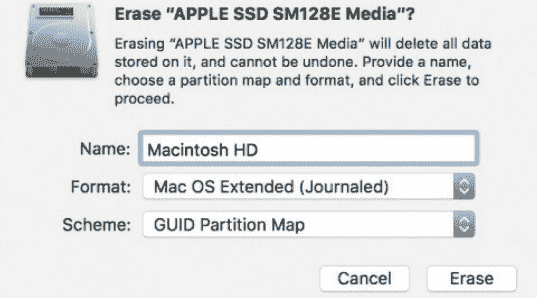 Erase “APPLE SSD SM128E Media”?
Erasing “APPLE SSD SM128E Media” will delete all data
stored on it, and cannot be undone. Provide a name,
choose a partition map and format, and click Erase to
proceed.
Name: Macintosh HD
Format: Mac OS Extended (Journaled)
Scheme: GUID Partition Map
Cancel Erase